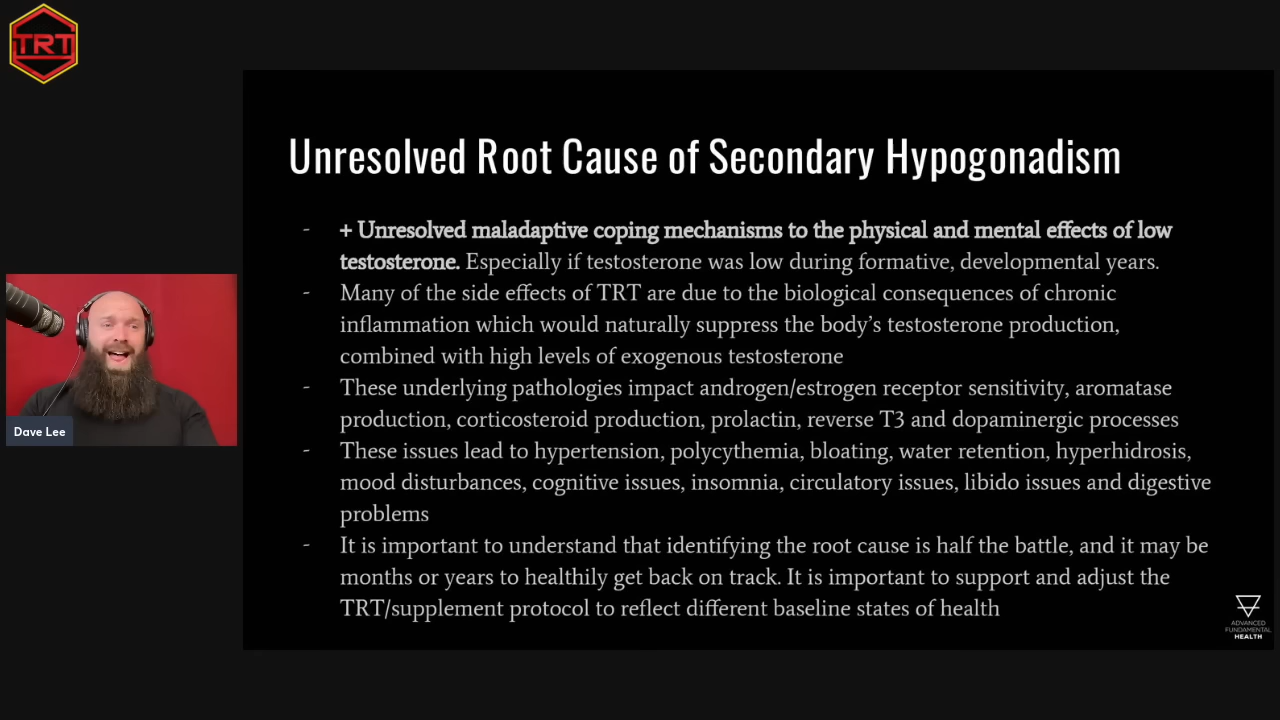 TRT
Unresolved Root Cause of Secondary Hypogonadism
- + Unresolved maladaptive coping mechanisms to the physical and mental effects of low
testosterone. Especially if testosterone was low during formative, developmental years.
- Many of the side effects of TRT are due to the biological consequences of chronic
inflammation which would naturally suppress the body's testosterone production,
combined with high levels of exogenous testosterone
- These underlying pathologies impact androgen/estrogen receptor sensitivity, aromatase
production, corticosteroid production, prolactin, reverse T3 and dopaminergic processes
- These issues lead to hypertension, polycythemia, bloating, water retention, hyperhidrosis,
mood disturbances, cognitive issues, insomnia, circulatory issues, libido issues and digestive
problems
- It is important to understand that identifying the root cause is half the battle, and it may be
months or years to healthily get back on track. It is important to support and adjust the
TRT/supplement protocol to reflect different baseline states of health
Dave Lee
ADVANCED
FUNDAMENTAL
HEALTH